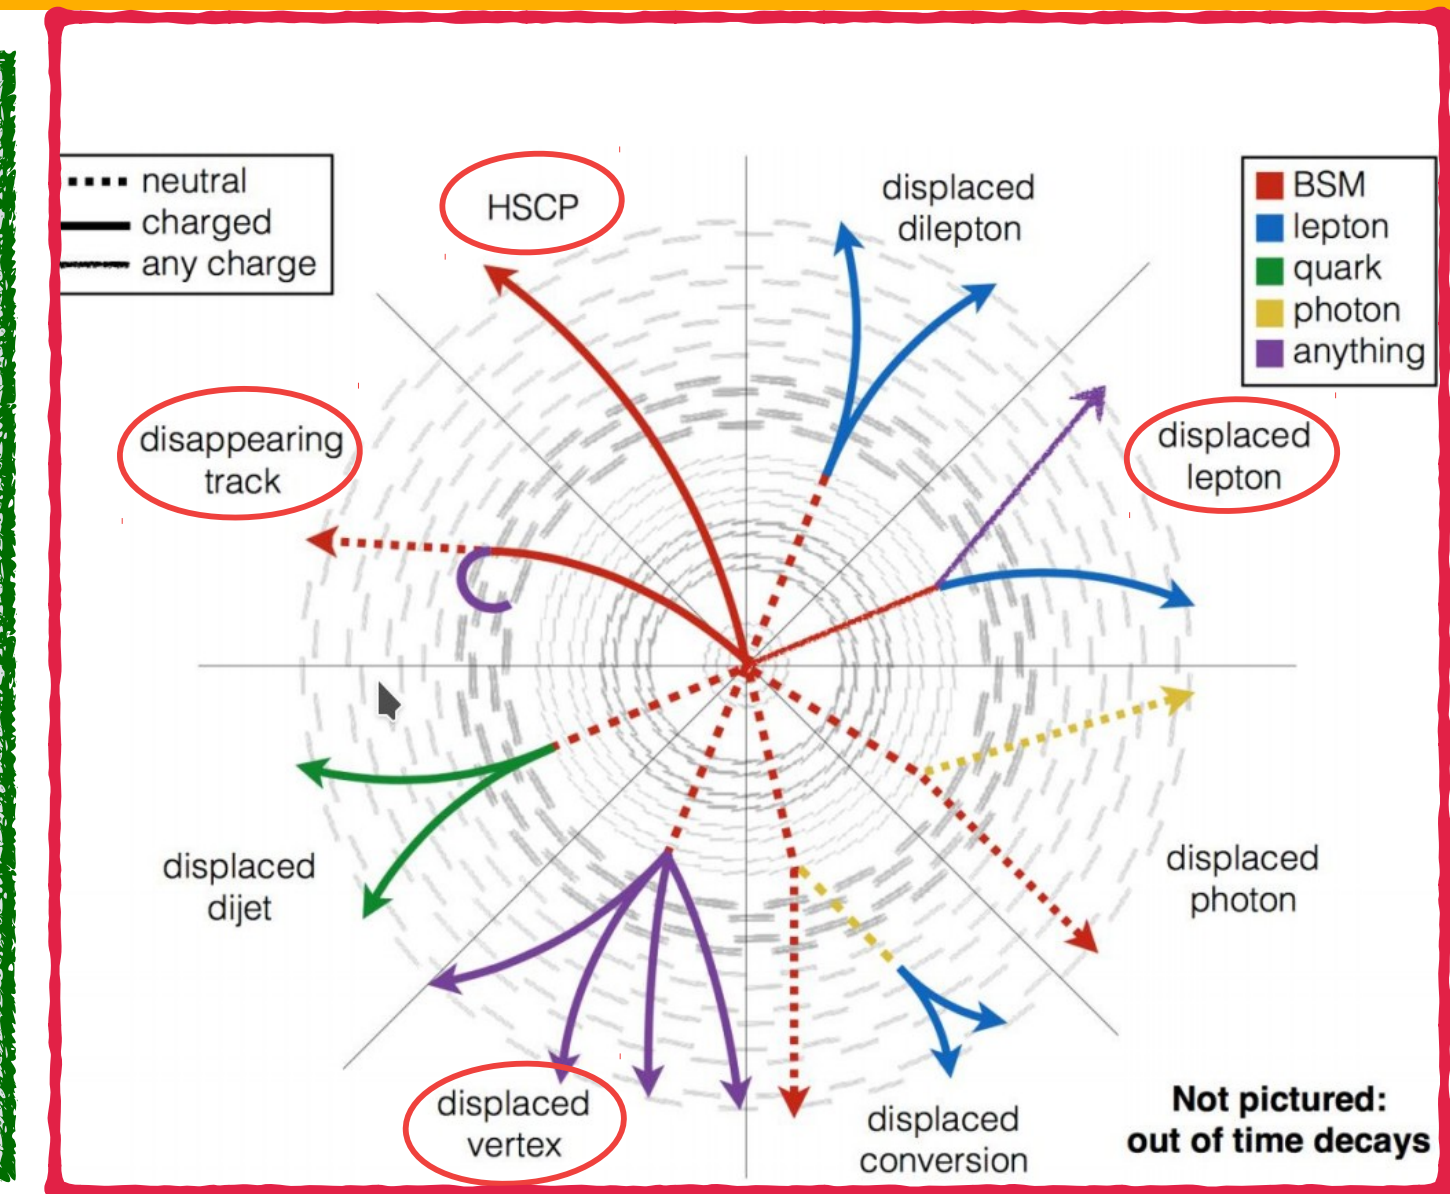 neutral
charged
any charge
HSCP
displaced
dilepton
BSM
lepton
quark
photon
anything
disappearing
track
displaced
lepton
displaced
dijet
displaced
photon
displaced
vertex
displaced
conversion
Not pictured:
out of time decays